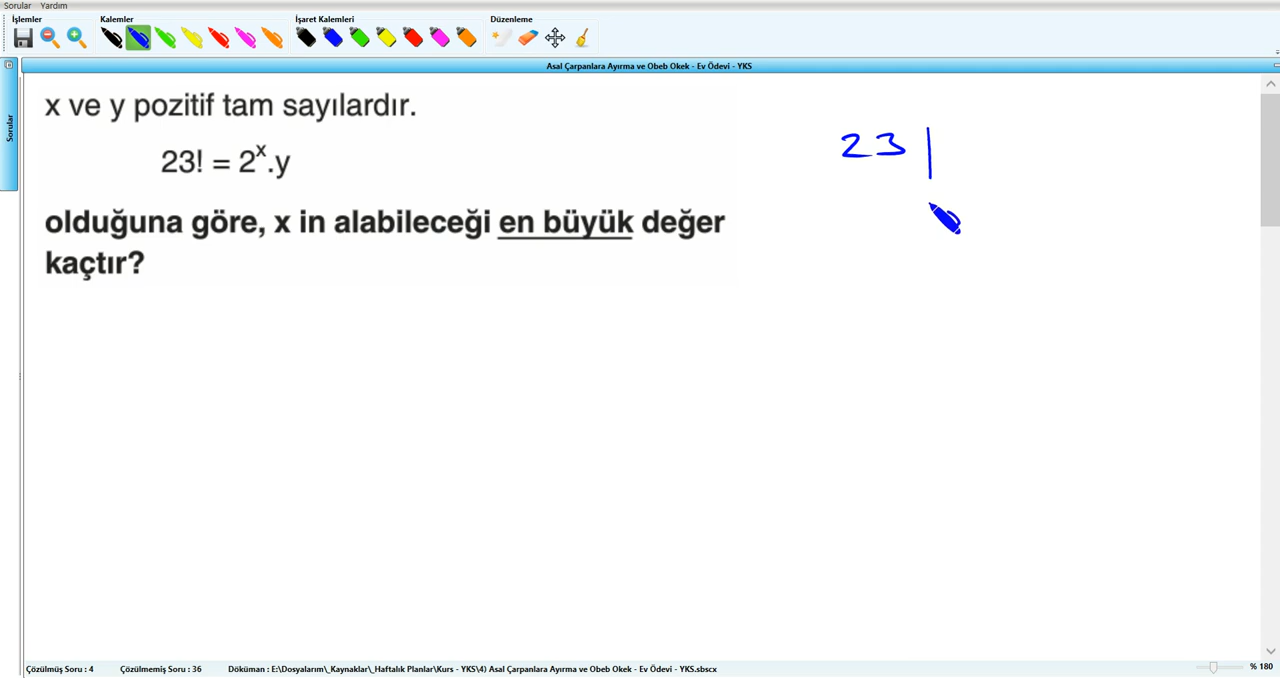 Sorular Yardım
İşlemler Kalemler İşaret Kalemleri Düzenleme
Asal Çarpanlara Ayırma ve Obeb Okek - Ev Ödevi - YKS
Sorular
x ve y pozitif tam sayılardır.
23! = 2^x.y
olduğuna göre, x in alabileceği en büyük değer
kaçtır?
23
Çözülmüş Soru : 4 Çözülmemiş Soru : 36 Döküman : E:\Dosyalarım\_Kaynaklar\_Haftalık Planlar\Kurs - YKS\4) Asal Çarpanlara Ayırma ve Obeb Okek - Ev Ödevi - YKS.sbscx % 180